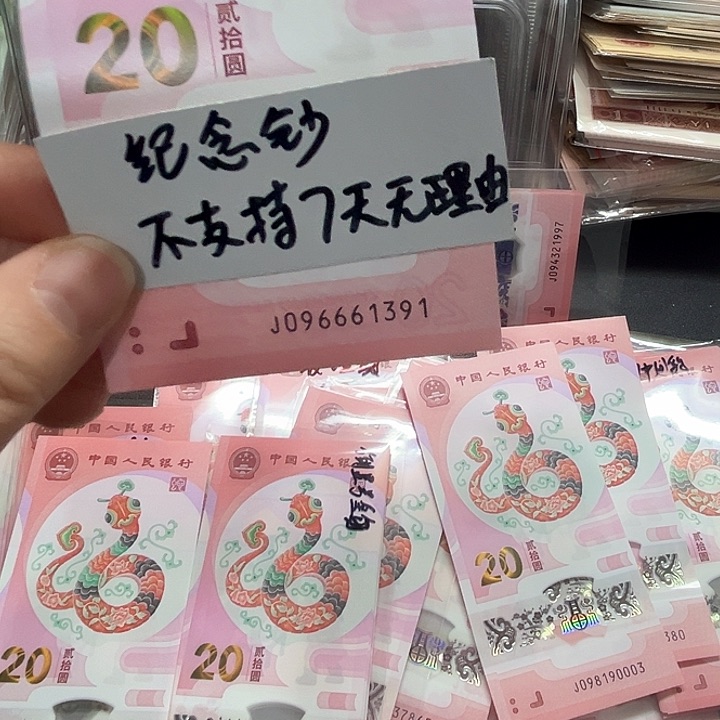 20
贰拾圆
纪念钞
不支持7天无理由
J096661391
J094321997
中国人民银行
20
贰拾圆
J098190003
中国人民银行
20
贰拾圆
中国人民银行
20
贰拾圆
380